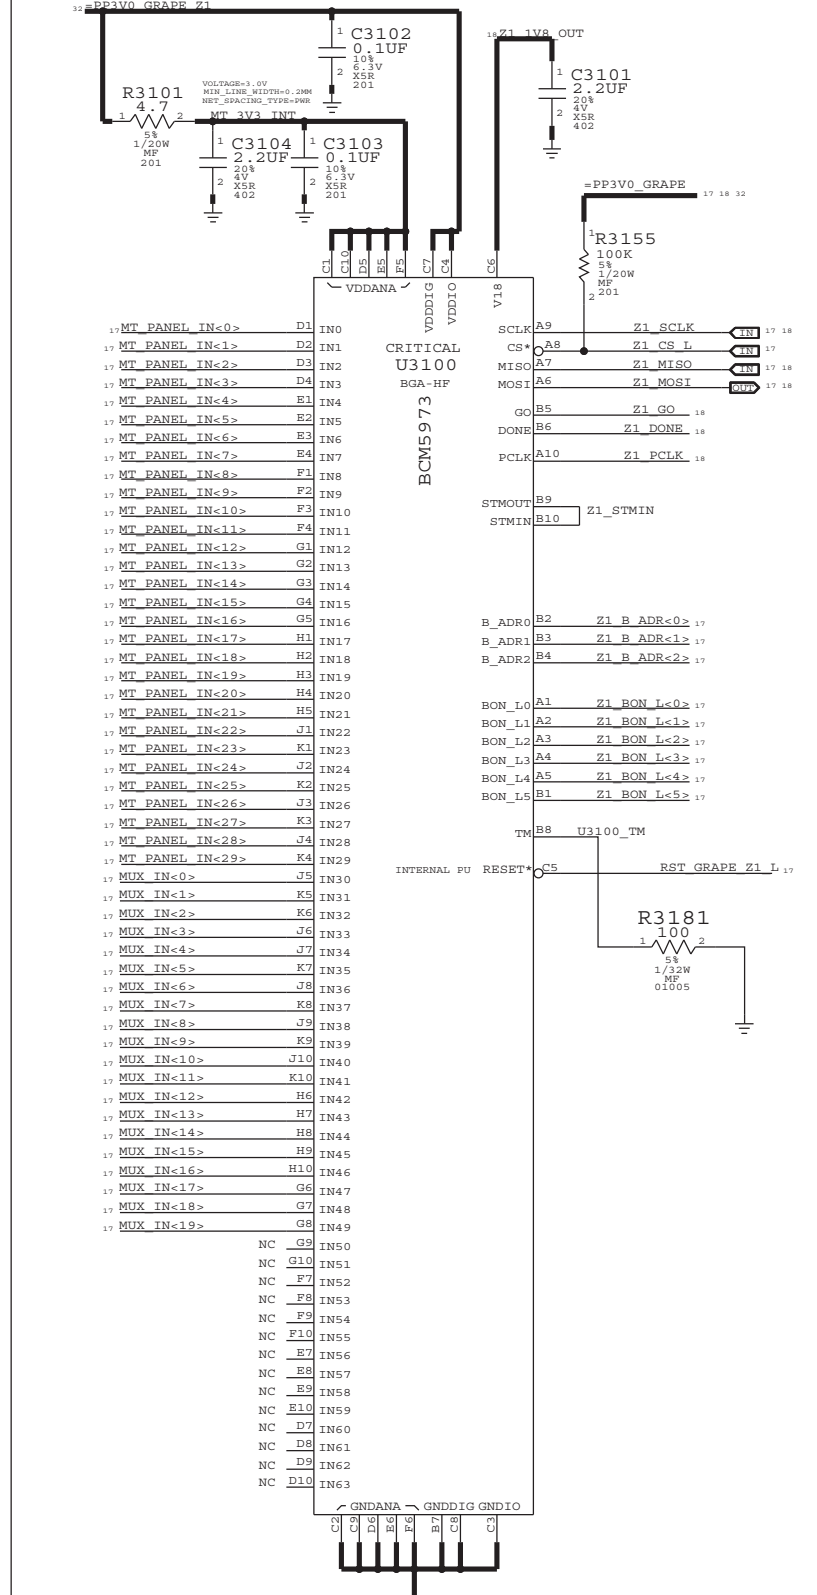 32 =PP3V0_GRAPE_Z1
1 C3102
0.1UF
10%
6.3V
2 X5R
201
18 Z1_1V8_OUT
1 C3101
2.2UF
20%
4V
2 X5R
402
R3101
4.7
1 2
5%
1/20W
MF
201
VOLTAGE=3.0V
MIN_LINE_WIDTH=0.2MM
NET_SPACING_TYPE=PWR
MT_3V3_INT
1 C3104
2.2UF
20%
4V
2 X5R
402
1 C3103
0.1UF
10%
6.3V
2 X5R
201
=PP3V0_GRAPE 17 18 32
1 R3155
100K
5%
1/20W
MF
2 201
C1 C10 D5 E5 F5 C7 C4 C6
VDDANA VDDDIG VDDIO V18
CRITICAL
U3100
BGA-HF
BCM5973
17 MT_PANEL_IN<0> D1 IN0
17 MT_PANEL_IN<1> D2 IN1
17 MT_PANEL_IN<2> D3 IN2
17 MT_PANEL_IN<3> D4 IN3
17 MT_PANEL_IN<4> E1 IN4
17 MT_PANEL_IN<5> E2 IN5
17 MT_PANEL_IN<6> E3 IN6
17 MT_PANEL_IN<7> E4 IN7
17 MT_PANEL_IN<8> F1 IN8
17 MT_PANEL_IN<9> F2 IN9
17 MT_PANEL_IN<10> F3 IN10
17 MT_PANEL_IN<11> F4 IN11
17 MT_PANEL_IN<12> G1 IN12
17 MT_PANEL_IN<13> G2 IN13
17 MT_PANEL_IN<14> G3 IN14
17 MT_PANEL_IN<15> G4 IN15
17 MT_PANEL_IN<16> G5 IN16
17 MT_PANEL_IN<17> H1 IN17
17 MT_PANEL_IN<18> H2 IN18
17 MT_PANEL_IN<19> H3 IN19
17 MT_PANEL_IN<20> H4 IN20
17 MT_PANEL_IN<21> H5 IN21
17 MT_PANEL_IN<22> J1 IN22
17 MT_PANEL_IN<23> K1 IN23
17 MT_PANEL_IN<24> J2 IN24
17 MT_PANEL_IN<25> K2 IN25
17 MT_PANEL_IN<26> J3 IN26
17 MT_PANEL_IN<27> K3 IN27
17 MT_PANEL_IN<28> J4 IN28
17 MT_PANEL_IN<29> K4 IN29
17 MUX_IN<0> J5 IN30
17 MUX_IN<1> K5 IN31
17 MUX_IN<2> K6 IN32
17 MUX_IN<3> J6 IN33
17 MUX_IN<4> J7 IN34
17 MUX_IN<5> K7 IN35
17 MUX_IN<6> J8 IN36
17 MUX_IN<7> K8 IN37
17 MUX_IN<8> J9 IN38
17 MUX_IN<9> K9 IN39
17 MUX_IN<10> J10 IN40
17 MUX_IN<11> K10 IN41
17 MUX_IN<12> H6 IN42
17 MUX_IN<13> H7 IN43
17 MUX_IN<14> H8 IN44
17 MUX_IN<15> H9 IN45
17 MUX_IN<16> H10 IN46
17 MUX_IN<17> G6 IN47
17 MUX_IN<18> G7 IN48
17 MUX_IN<19> G8 IN49
NC G9 IN50
NC G10 IN51
NC F7 IN52
NC F8 IN53
NC F9 IN54
NC F10 IN55
NC E7 IN56
NC E8 IN57
NC E9 IN58
NC E10 IN59
NC D7 IN60
NC D8 IN61
NC D9 IN62
NC D10 IN63
SCLK A9 Z1_SCLK IN 17 18
CS* A8 Z1_CS_L IN 17
MISO A7 Z1_MISO IN 17 18
MOSI A6 Z1_MOSI OUT 17 18
GO B5 Z1_GO 18
DONE B6 Z1_DONE 18
PCLK A10 Z1_PCLK 18
STMOUT B9 Z1_STMIN
STMIN B10
B_ADR0 B2 Z1_B_ADR<0> 17
B_ADR1 B3 Z1_B_ADR<1> 17
B_ADR2 B4 Z1_B_ADR<2> 17
BON_L0 A1 Z1_BON_L<0> 17
BON_L1 A2 Z1_BON_L<1> 17
BON_L2 A3 Z1_BON_L<2> 17
BON_L3 A4 Z1_BON_L<3> 17
BON_L4 A5 Z1_BON_L<4> 17
BON_L5 B1 Z1_BON_L<5> 17
TM B8 U3100_TM
INTERNAL PU RESET* C5 RST_GRAPE_Z1_L 17
R3181
100
1 2
5%
1/32W
MF
01005
GNDANA GNDDIG GNDIO
C2 C9 D6 E6 F6 B7 C8 C3